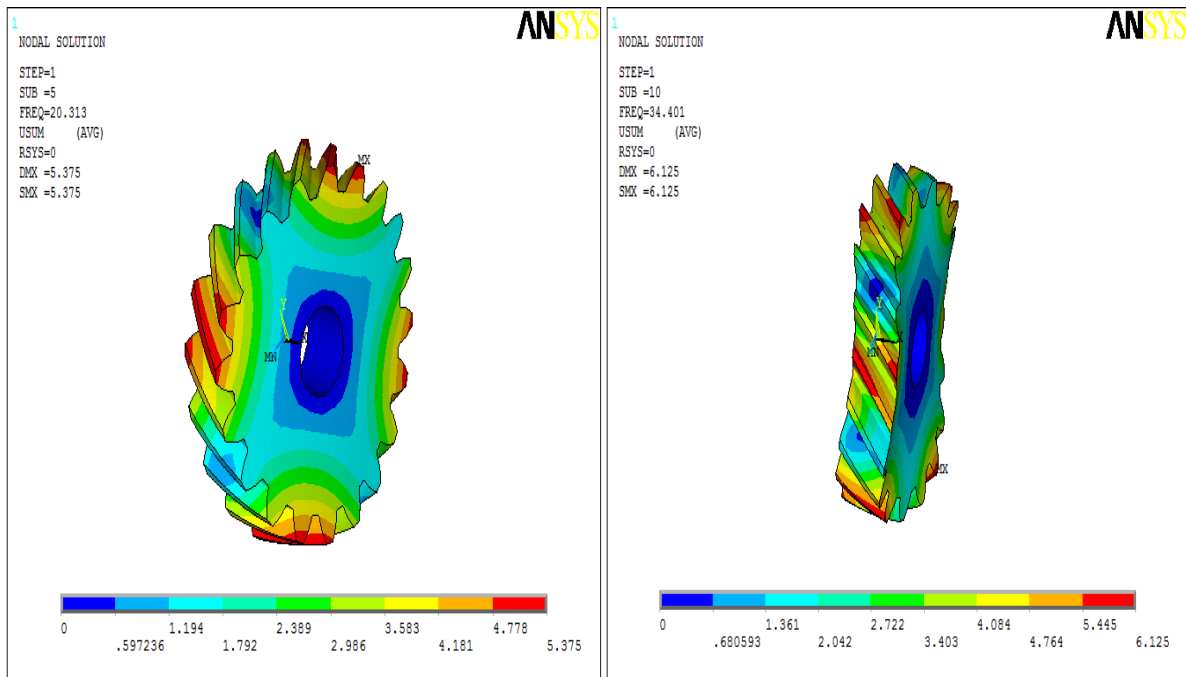 1
ANSYS
NODAL SOLUTION
STEP=1
SUB =5
FREQ=20.313
USUM (AVG)
RSYS=0
DMX =5.375
SMX =5.375
MX
Y
X
MN
0 1.194 2.389 3.583 4.778
.597236 1.792 2.986 4.181 5.375
1
ANSYS
NODAL SOLUTION
STEP=1
SUB =10
FREQ=34.401
USUM (AVG)
RSYS=0
DMX =6.125
SMX =6.125
Y
X
MN
MX
0 1.361 2.722 4.084 5.445
.680593 2.042 3.403 4.764 6.125